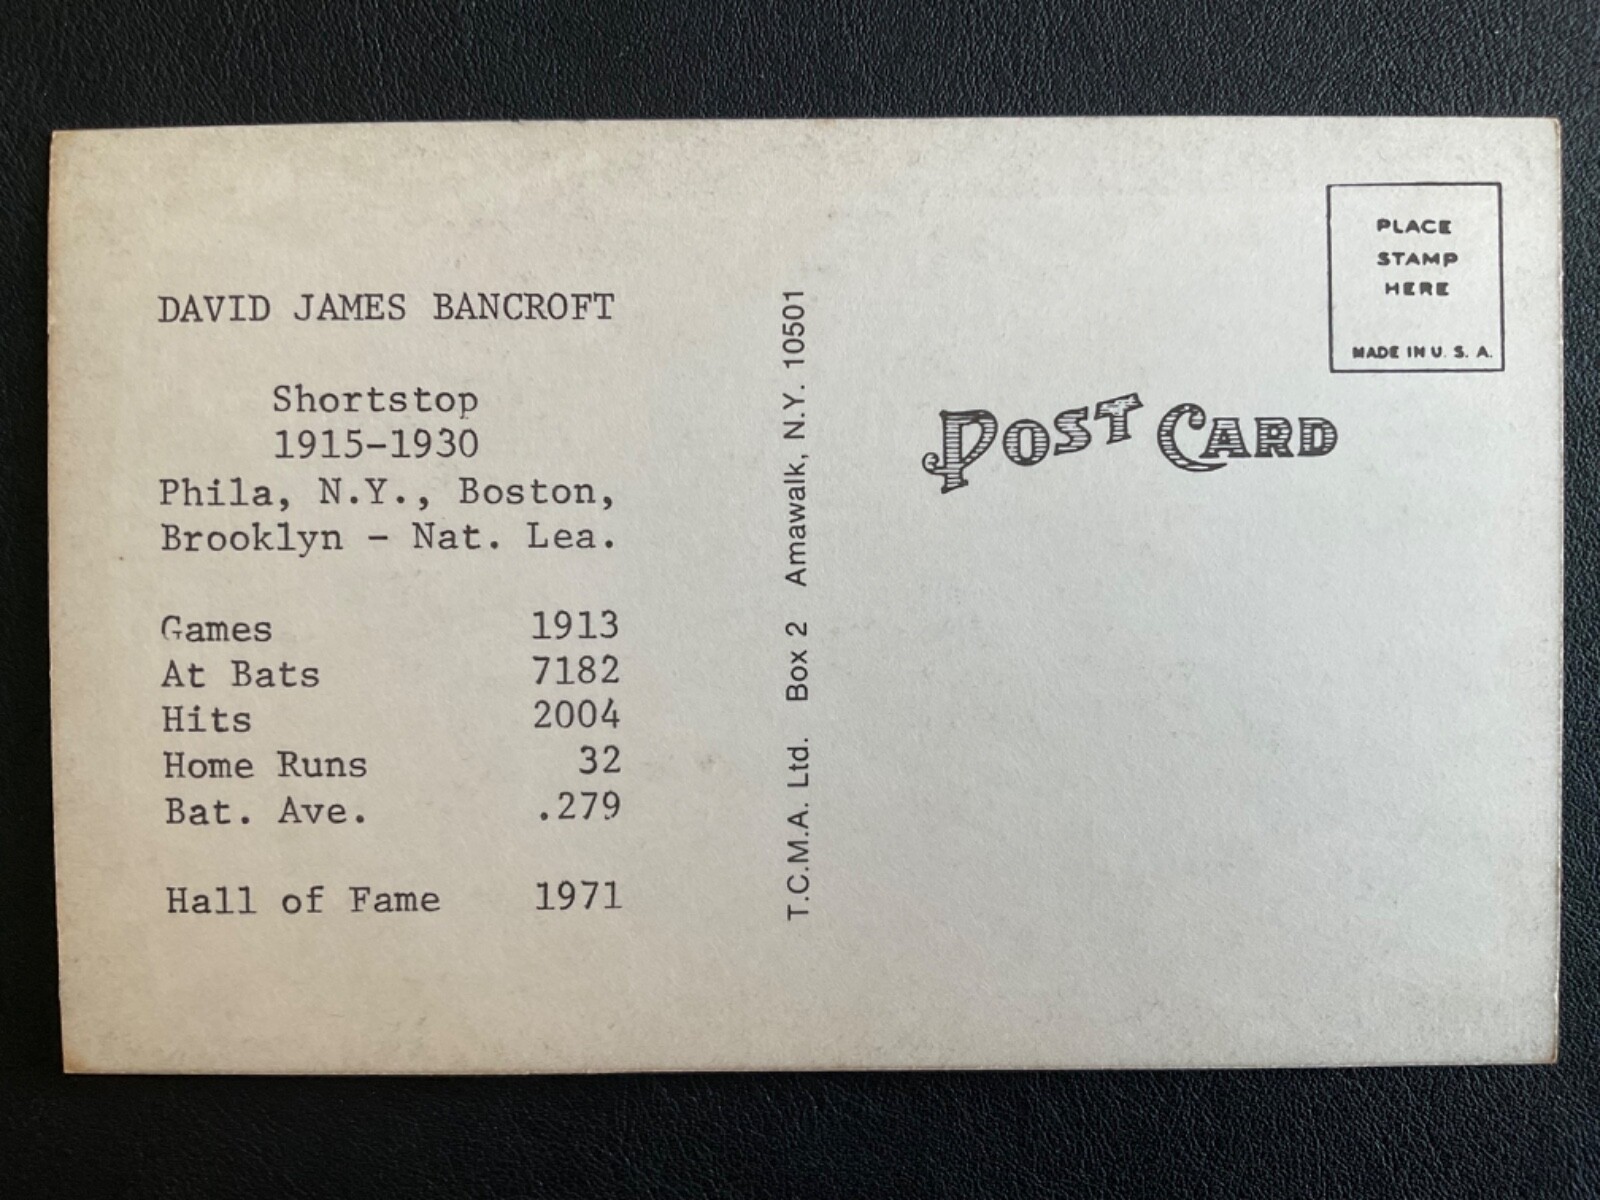 DAVID JAMES BANCROFT
Shortstop
1915-1930
Phila, N.Y., Boston,
Brooklyn - Nat. Lea.
Games 1913
At Bats 7182
Hits 2004
Home Runs 32
Bat. Ave. .279
Hall of Fame 1971
T.C.M.A. Ltd. Box 2 Amawalk, N.Y. 10501
PLACE
STAMP
HERE
MADE IN U. S. A.
POST CARD